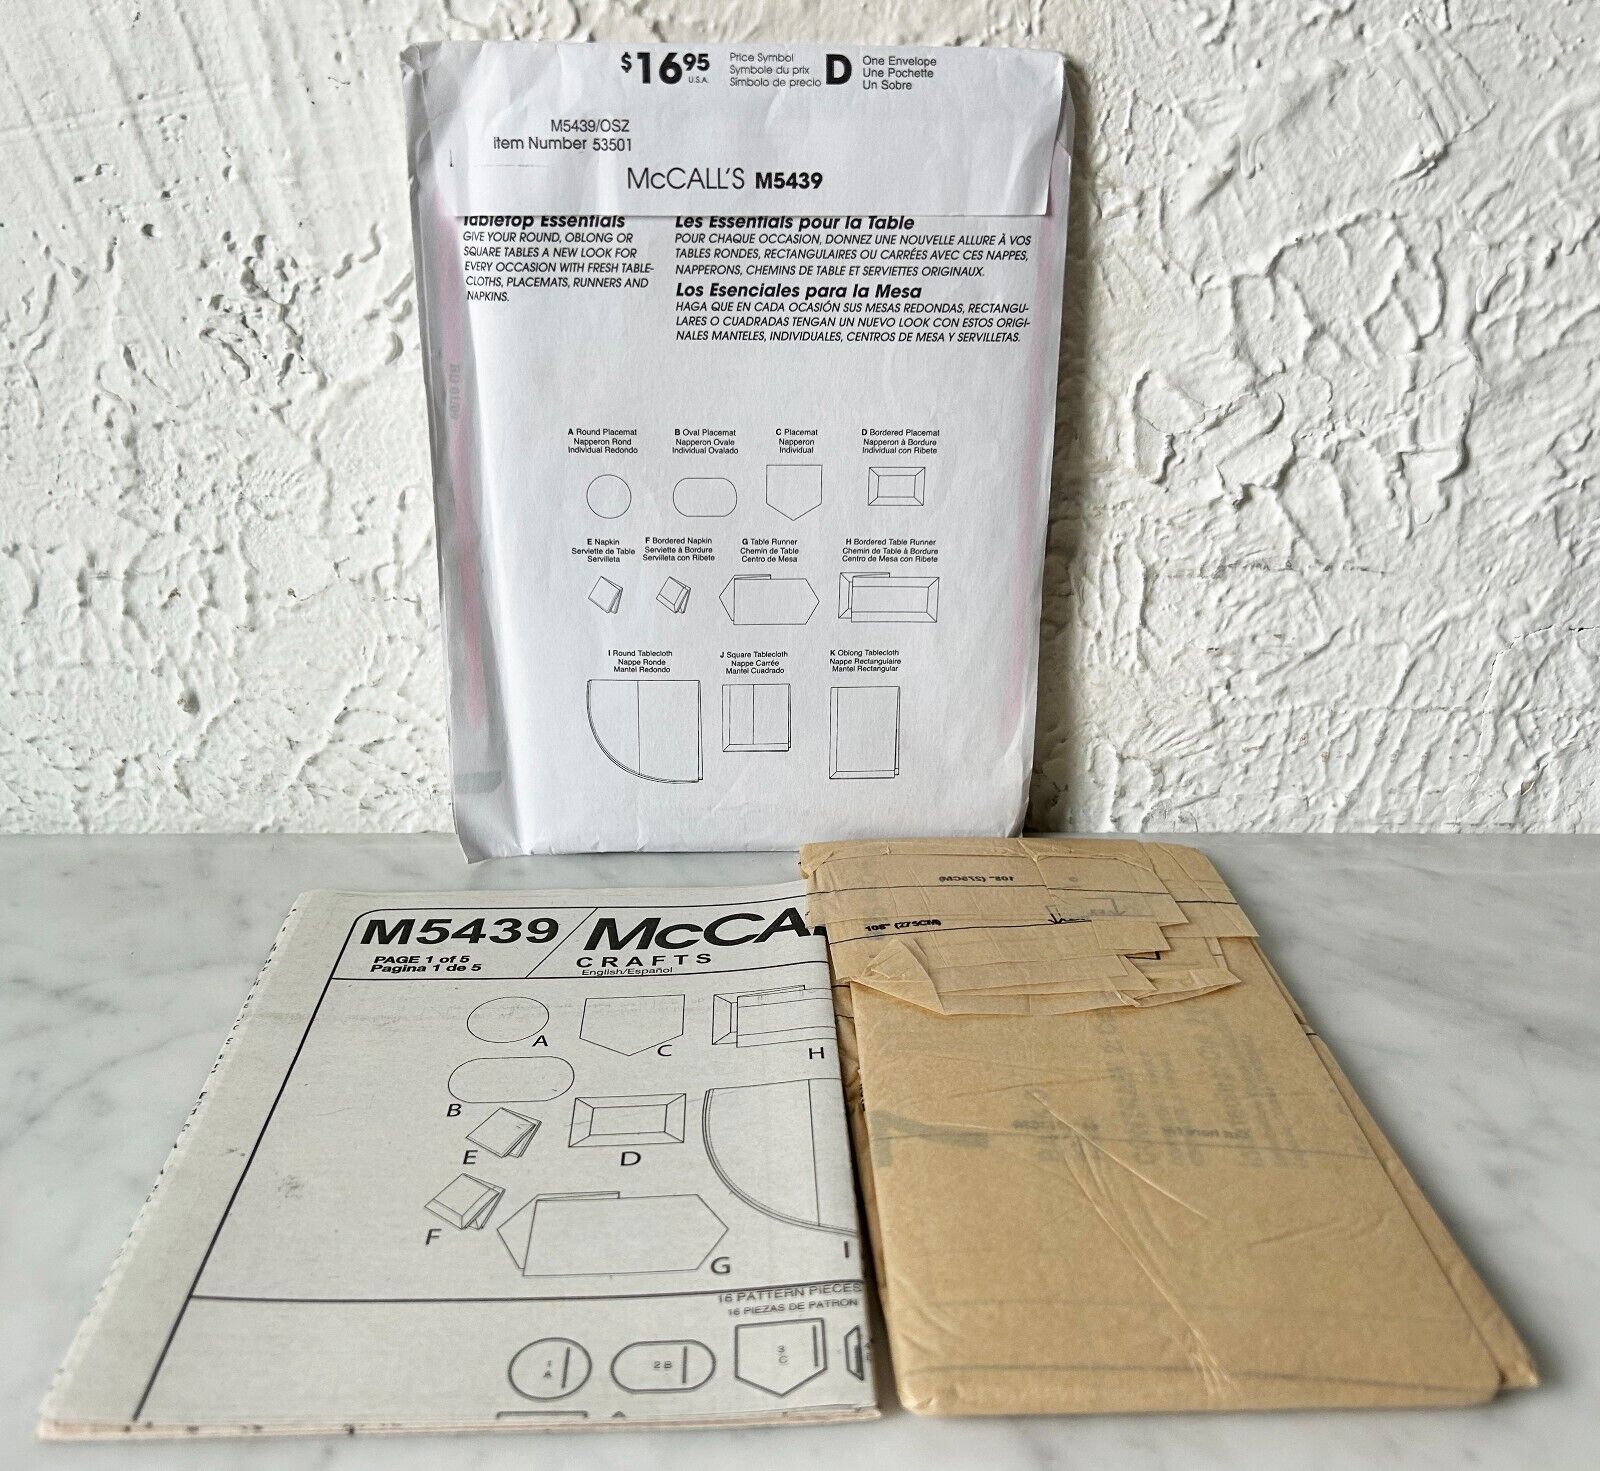 $16.95 U.S.A.
Price Symbol
Symbole du prix
Símbolo de precio
D
One Envelope
Une Pochette
Un Sobre
M5439/OSZ
Item Number 53501
McCALL'S M5439
Tabletop Essentials
GIVE YOUR ROUND, OBLONG OR
SQUARE TABLES A NEW LOOK FOR
EVERY OCCASION WITH FRESH TABLE-
CLOTHS, PLACEMATS, RUNNERS AND
NAPKINS.
Les Essentials pour la Table
POUR CHAQUE OCCASION, DONNEZ UNE NOUVELLE ALLURE À VOS
TABLES RONDES, RECTANGULAIRES OU CARRÉES AVEC CES NAPPES,
NAPPERONS, CHEMINS DE TABLE ET SERVIETTES ORIGINAUX.
Los Esenciales para la Mesa
HAGA QUE EN CADA OCASIÓN SUS MESAS REDONDAS, RECTANGU-
LARES O CUADRADAS TENGAN UN NUEVO LOOK CON ESTOS ORIGI-
NALES MANTELES, INDIVIDUALES, CENTROS DE MESA Y SERVILLETAS.
A Round Placemat
Napperon Rond
Individual Redondo
B Oval Placemat
Napperon Ovale
Individual Ovalado
C Placemat
Napperon
Individual
D Bordered Placemat
Napperon à Bordure
Individual con Ribete
E Napkin
Serviette de Table
Servilleta
F Bordered Napkin
Serviette à Bordure
Servilleta con Ribete
G Table Runner
Chemin de Table
Centro de Mesa
H Bordered Table Runner
Chemin de Table à Bordure
Centro de Mesa con Ribete
I Round Tablecloth
Nappe Ronde
Mantel Redondo
J Square Tablecloth
Nappe Carrée
Mantel Cuadrado
K Oblong Tablecloth
Nappe Rectangulaire
Mantel Rectangular
M5439
PAGE 1 of 5
Pagina 1 de 5
McCA
CRAFTS
English/Español
A
C
H
B
E
D
F
G
I
16 PATTERN PIECES
16 PIEZAS DE PATRON
1
A
2 B
3
C
108" (275CM)
108" (275CM)